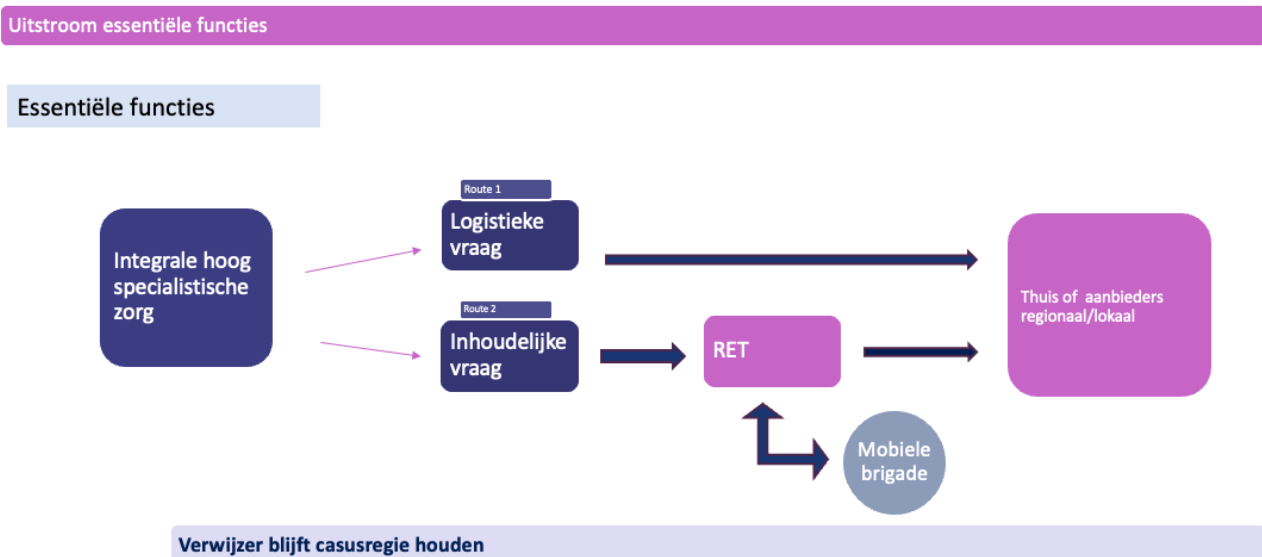 Uitstroom essentiële functies
Essentiële functies
Integrale hoog
specialistische
zorg
Route 1
Logistieke
vraag
Route 2
Inhoudelijke
vraag
RET
Mobiele
brigade
Thuis of  aanbieders
regionaal/lokaal
Verwijzer blijft casusregie houden